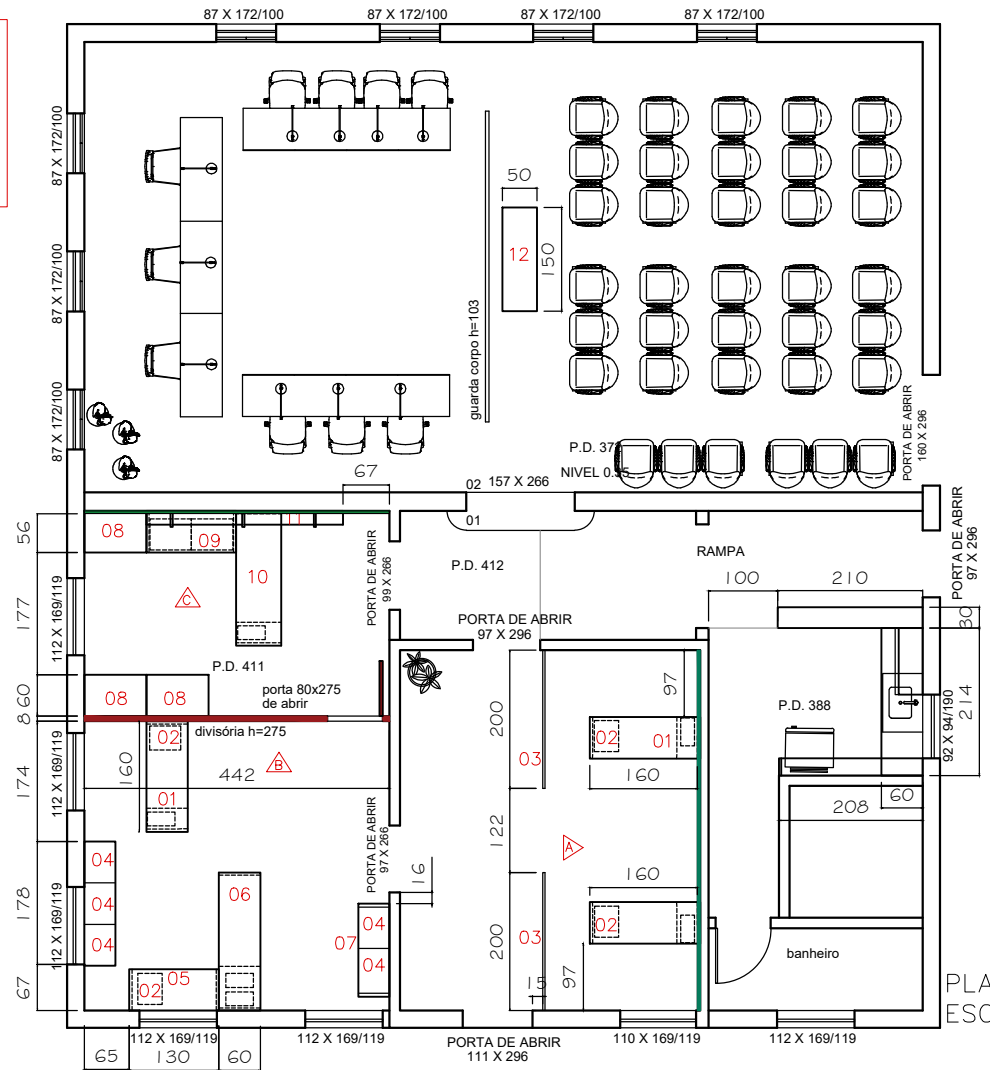 87 X 172/100
87 X 172/100
87 X 172/100
87 X 172/100
87 X 172/100
87 X 172/100
87 X 172/100
50
12
150
guarda corpo h=103
PORTA DE ABRIR
160 X 296
P.D.
NIVEL
67
02
157 X 266
01
56
08
09
11
10
C
177
112 X 169/119
PORTA DE ABRIR
99 X 266
P.D. 412
RAMPA
PORTA DE ABRIR
97 X 296
PORTA DE ABRIR
97 X 296
100
210
30
P.D. 411
60
08
08
porta 80x275
de abrir
8
divisória h=275
02
B
160
442
174
112 X 169/119
01
PORTA DE ABRIR
97 X 266
200
97
03
02
01
160
P.D. 388
92 X 94/190
214
60
208
122
A
16
04
04
04
178
112 X 169/119
06
07
04
04
160
200
03
02
97
15
banheiro
67
05
02
112 X 169/119
112 X 169/119
PORTA DE ABRIR
111 X 296
110 X 169/119
112 X 169/119
65
130
60
PLA
ESC